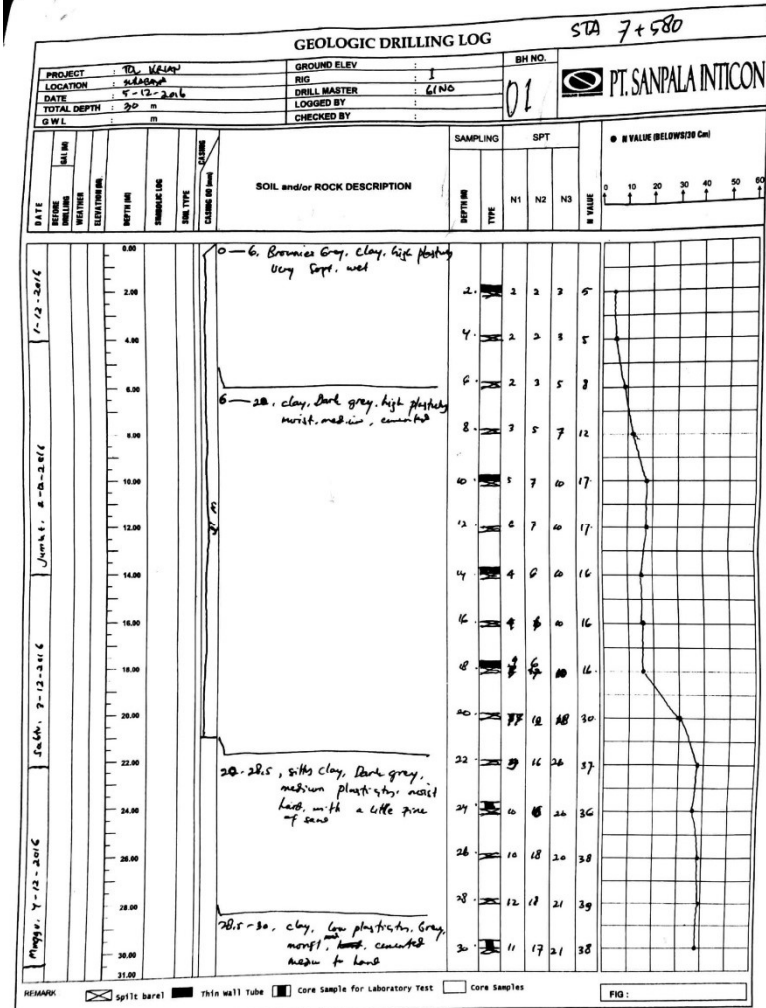 STA 7+580
GEOLOGIC DRILLING LOG
PROJECT : TOL KRIAN
LOCATION : SURABAYA
DATE : 5-12-2016
TOTAL DEPTH : 30 m
G W L : m
GROUND ELEV :
RIG : I
DRILL MASTER : GINO
LOGGED BY :
CHECKED BY :
BH NO.
01
PT. SANPALA INTICON
DATE
BEFORE DRILLING GAL (M)
WEATHER
ELEVATION (M)
DEPTH (M)
SYMBOLIC LOG
SOIL TYPE
CASING
CASING OD (mm)
SOIL and/or ROCK DESCRIPTION
SAMPLING
DEPTH (M)
TYPE
SPT
N1 N2 N3
N VALUE
N VALUE (BELOWS/30 Cm)
0 10 20 30 40 50 60
1-12-2016
Jumat, 2-12-2016
Sabtu, 3-12-2016
Minggu, 4-12-2016
0.00
2.00
4.00
6.00
8.00
10.00
12.00
14.00
16.00
18.00
20.00
22.00
24.00
26.00
28.00
30.00
31.00
0 — 6, Brownies Grey, Clay, high plasticity
Very Sopt, wet
6 — 20, clay, Dark grey, high plasticity
moist, medium, cemented
20-28.5, silty clay, Dark grey,
medium plasticity, moist
hard, with a little fine
of sand
28.5-30, clay, low plasticity, Grey,
moist, cemented
to hard
2. 2 2 3 5
4. 2 2 3 5
6. 2 3 5 8
8. 3 5 7 12
10 5 7 10 17
12 7 10 17
14 4 6 10 16
16 10 16
18 16
20 30
22 16 37
24 10 36
26 10 18 20 38
28 12 18 21 39
30 11 17 21 38
REMARK
Spilt barel
Thin Wall Tube
Core Sample for Laboratory Test
Core Samples
FIG :